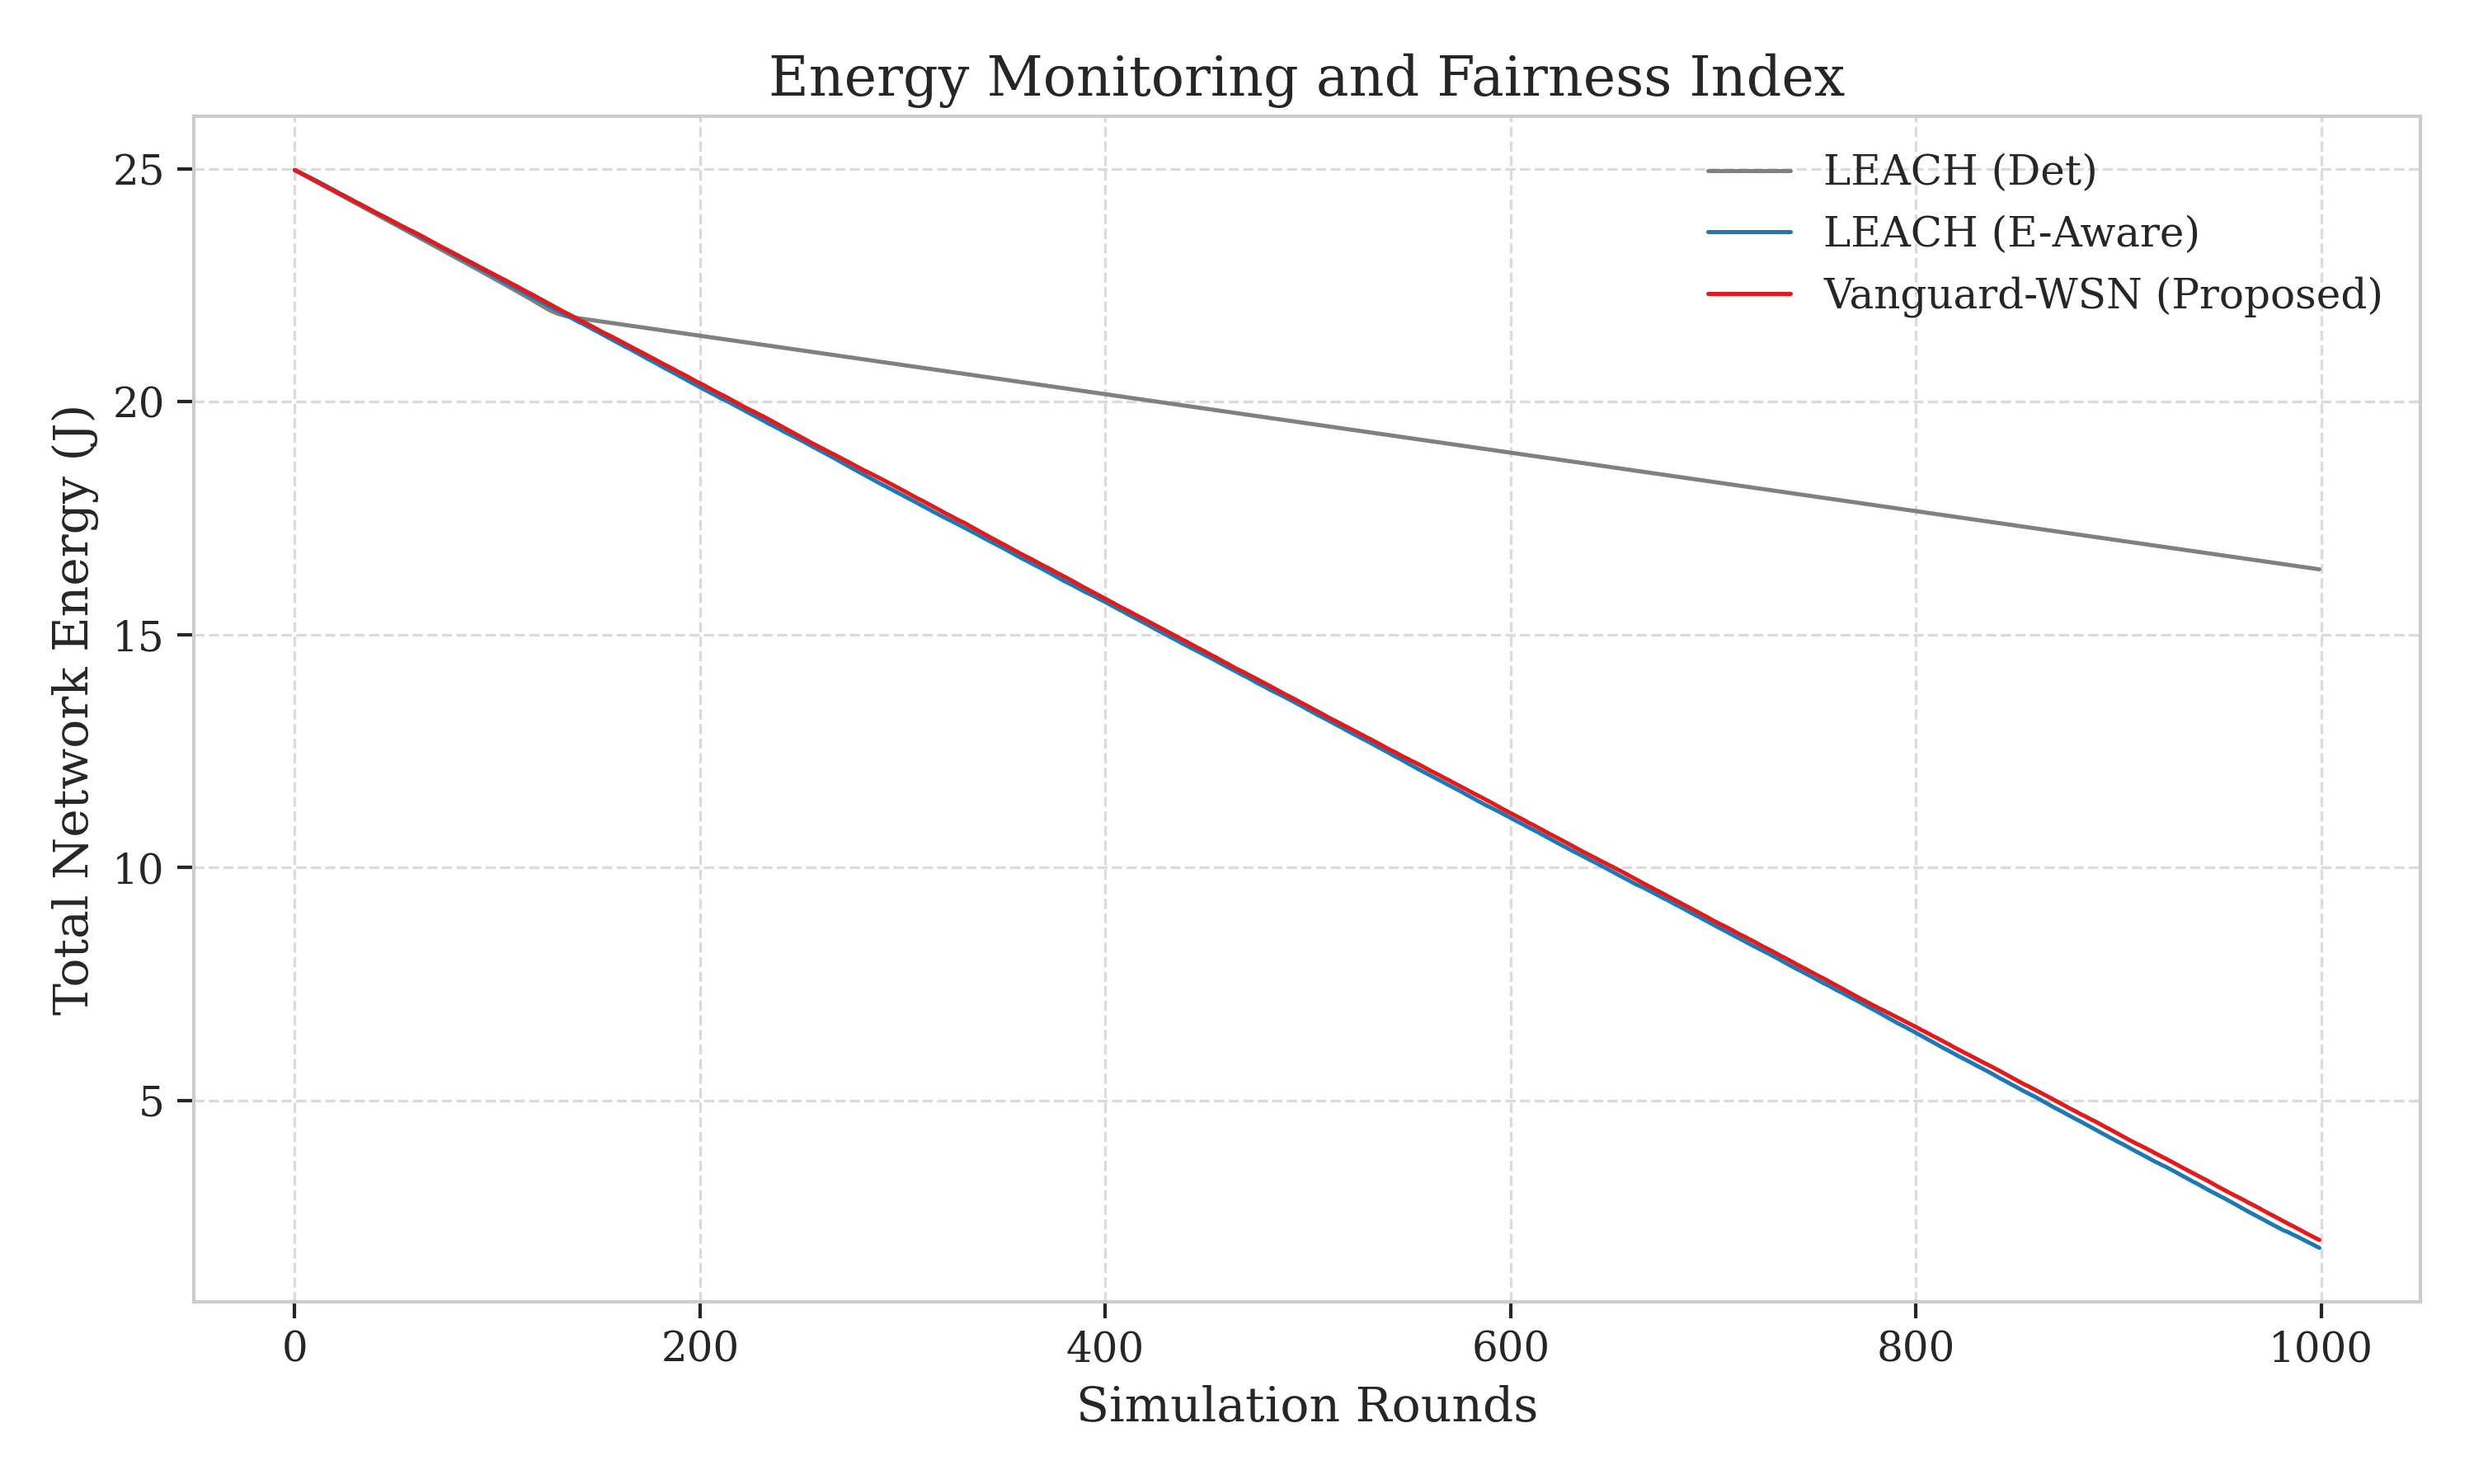 Energy Monitoring and Fairness Index
LEACH (Det)
LEACH (E-Aware)
Vanguard-WSN (Proposed)
Total Network Energy (J)
25
20
15
10
5
0
200
400
600
800
1000
Simulation Rounds